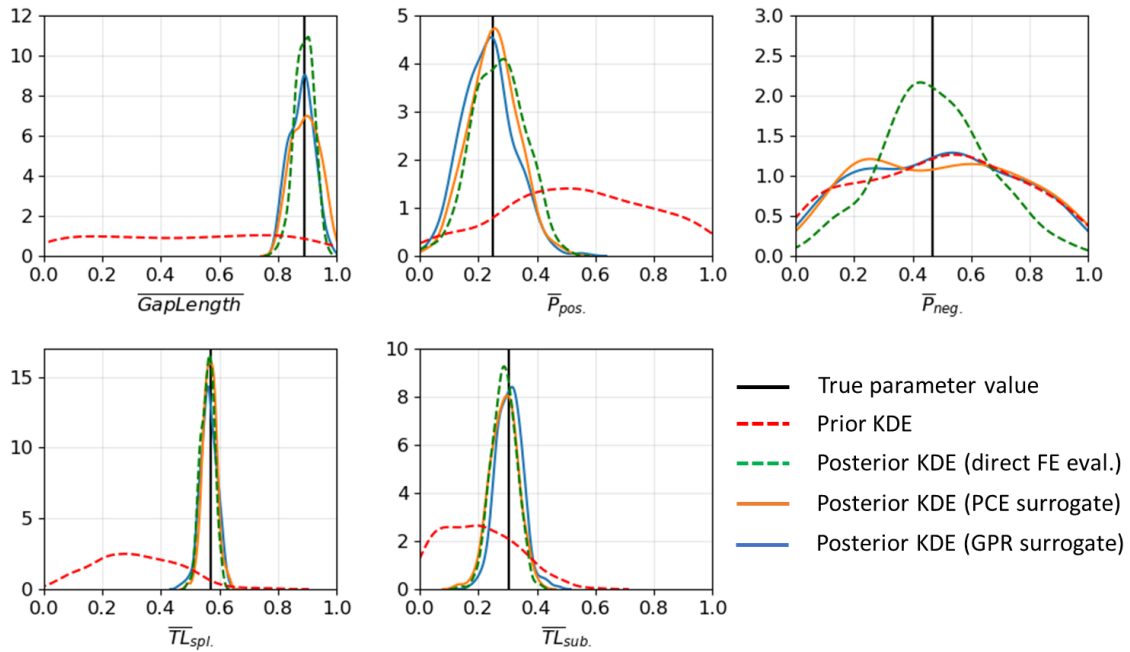 12
10
8
6
4
2
0
0.0 0.2 0.4 0.6 0.8 1.0
GapLength
5
4
3
2
1
0
0.0 0.2 0.4 0.6 0.8 1.0
P̅pos.
3.0
2.5
2.0
1.5
1.0
0.5
0.0
0.0 0.2 0.4 0.6 0.8 1.0
P̅neg.
15
10
5
0
0.0 0.2 0.4 0.6 0.8 1.0
TLspl.
10
8
6
4
2
0
0.0 0.2 0.4 0.6 0.8 1.0
TLsub.
True parameter value
Prior KDE
Posterior KDE (direct FE eval.)
Posterior KDE (PCE surrogate)
Posterior KDE (GPR surrogate)